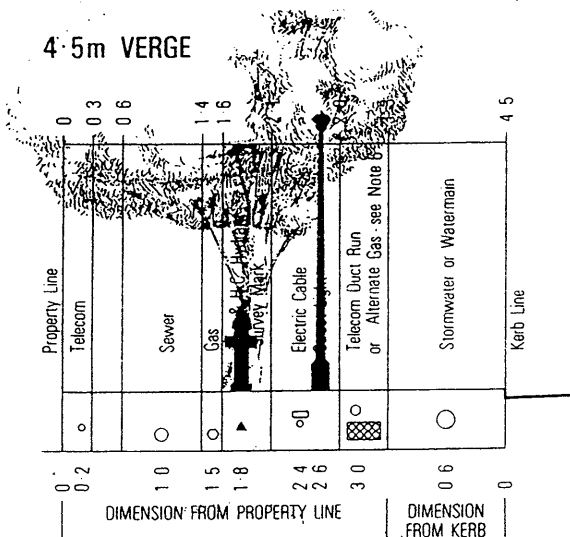 4·5m VERGE
0
0·3
0·6
1·4
1·6
4·5
Property Line
Telecom
Sewer
Gas
& H.C. Hydrant
Survey Mark
Electric Cable
Telecom Duct Run
or Alternate Gas - see Note 6
Stormwater or Watermain
Kerb Line
0
0·2
1·0
1·5
1·8
2·4
2·6
3·0
0·6
0
DIMENSION FROM PROPERTY LINE
DIMENSION
FROM KERB